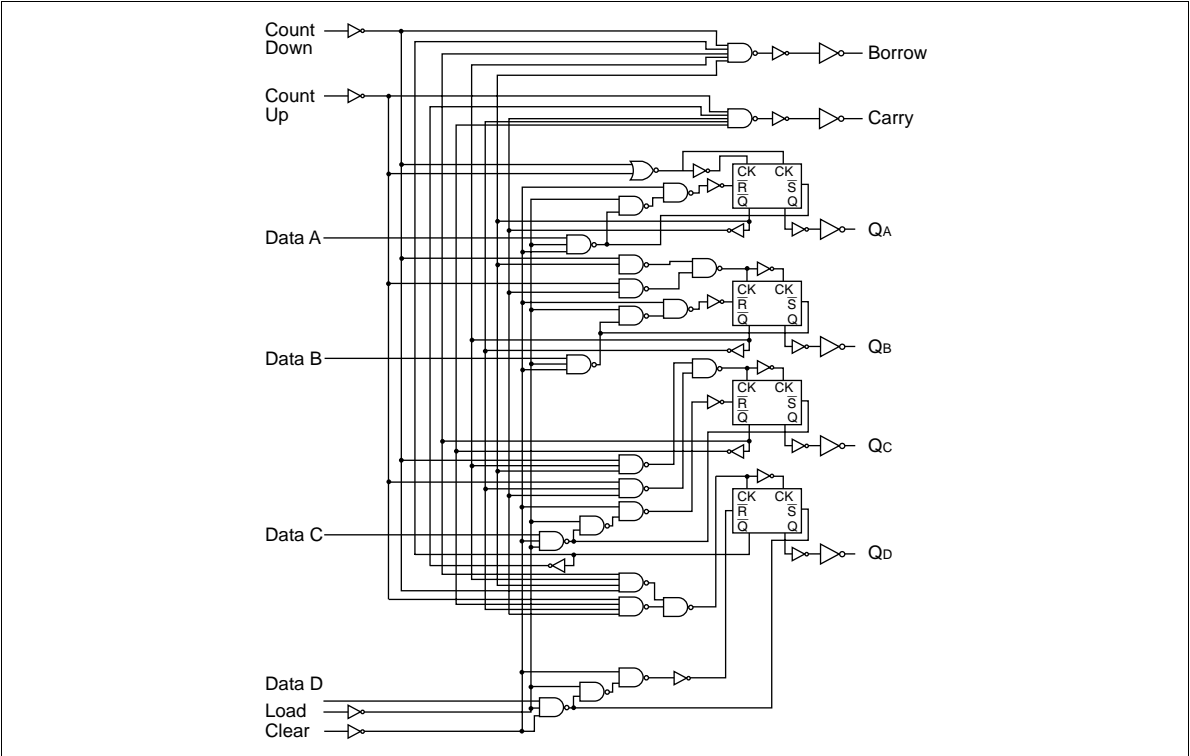 Count
Down
Borrow
Count
Up
Carry
CK CK
R S
Q Q
QA
Data A
CK CK
R S
Q Q
QB
Data B
CK CK
R S
Q Q
QC
CK CK
R S
Q Q
Data C
QD
Data D
Load
Clear